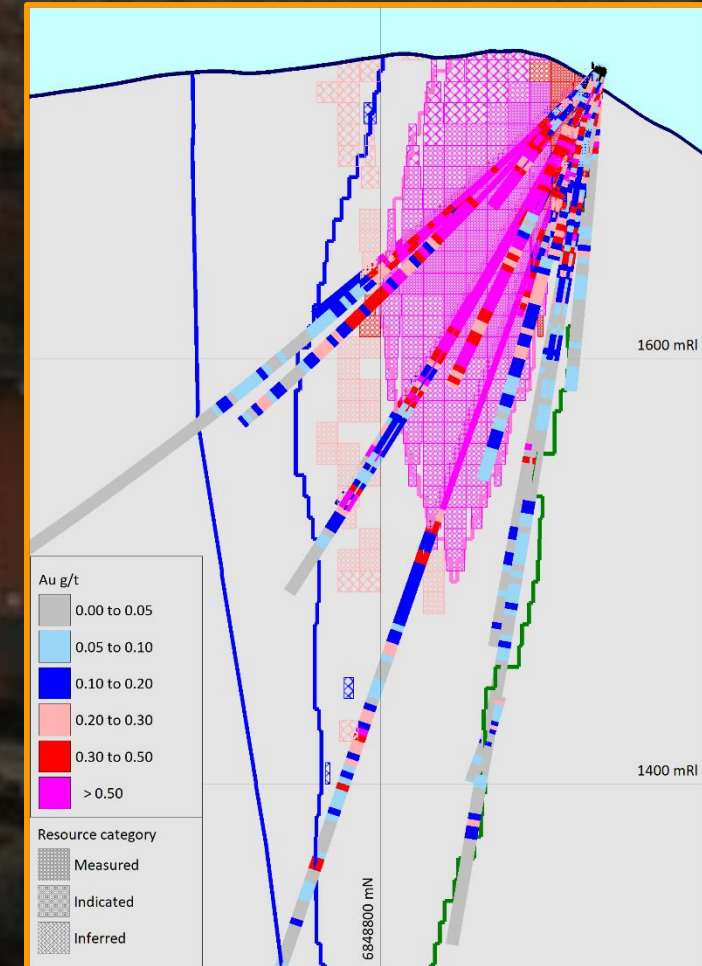 1600 mRl
Au g/t
0.00 to 0.05
0.05 to 0.10
0.10 to 0.20
0.20 to 0.30
0.30 to 0.50
> 0.50
1400 mRl
Resource category
Measured
Indicated
Inferred
6848800 mN